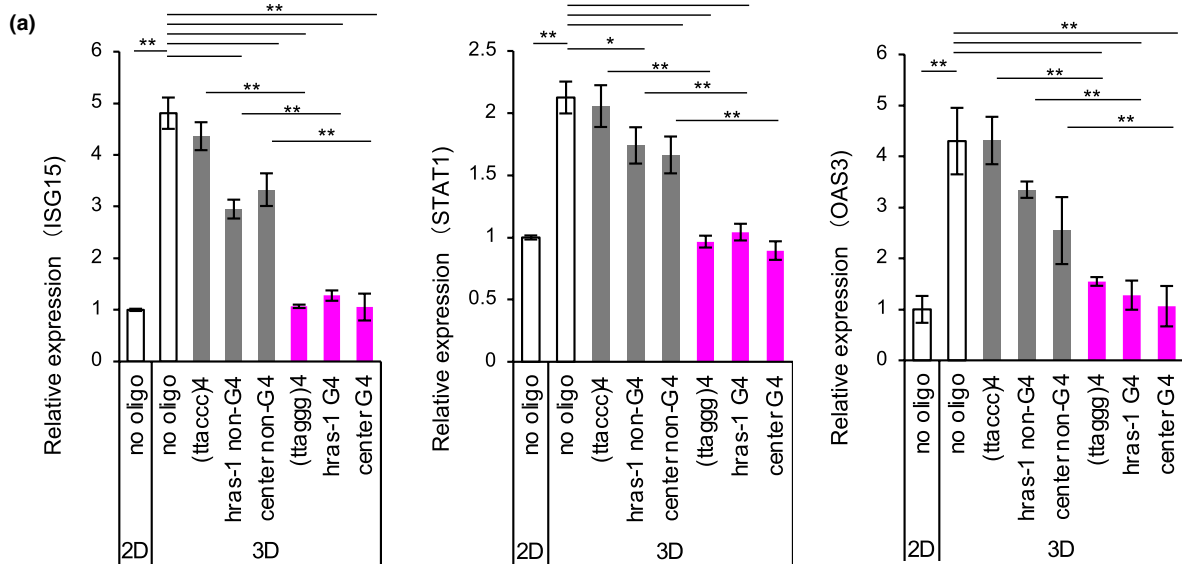 (a)
**
**
**
**
**
Relative expression (ISG15)
6
5
4
3
2
1
0
no oligo
no oligo
(ttaccc)4
hras-1 non-G4
center non-G4
(ttaggg)4
hras-1 G4
center G4
2D
3D
**
*
**
**
**
Relative expression (STAT1)
2.5
2
1.5
1
0.5
0
no oligo
no oligo
(ttaccc)4
hras-1 non-G4
center non-G4
(ttaggg)4
hras-1 G4
center G4
2D
3D
**
**
**
**
**
Relative expression (OAS3)
6
5
4
3
2
1
0
no oligo
no oligo
(ttaccc)4
hras-1 non-G4
center non-G4
(ttaggg)4
hras-1 G4
center G4
2D
3D